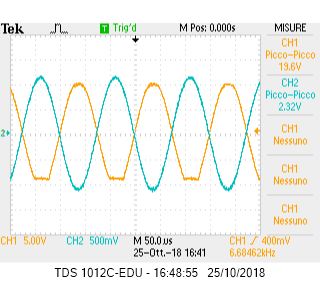 Tek Trig'd M Pos: 0.000s MISURE
CH1
Picco-Picco
19.6V
CH2
Picco-Picco
2.32V
CH1
Nessuno
CH1
Nessuno
CH1
Nessuno
2
CH1 5.00V CH2 500mV M 50.0µs CH1 / 400mV
25-Ott.-18 16:41 6.68462kHz
TDS 1012C-EDU - 16:48:55 25/10/2018